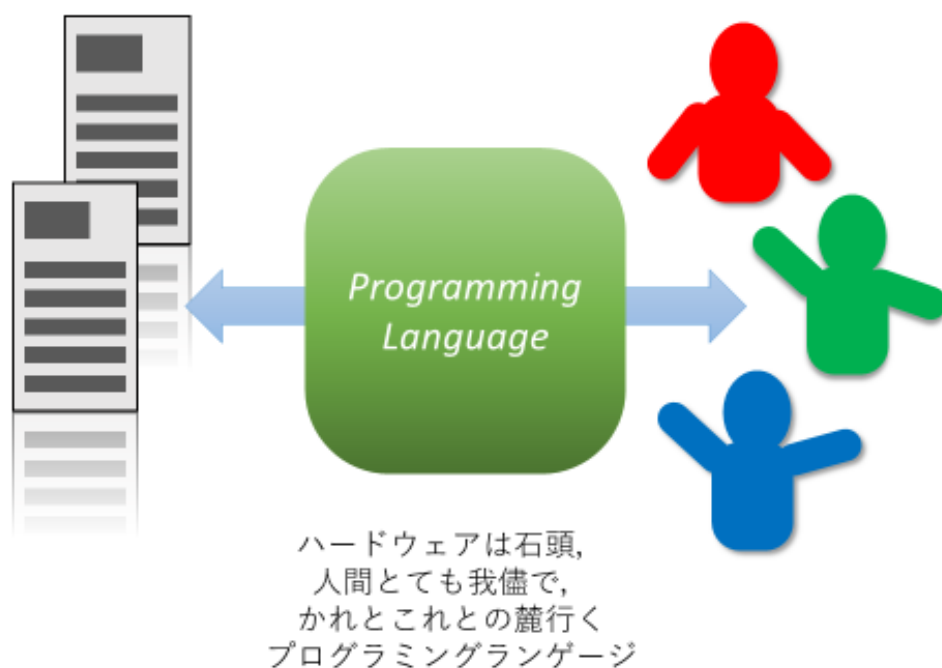 Programming
Language
ハードウェアは石頭,
人間とても我儘で,
かれとこれとの麓行く
プログラミングランゲージ